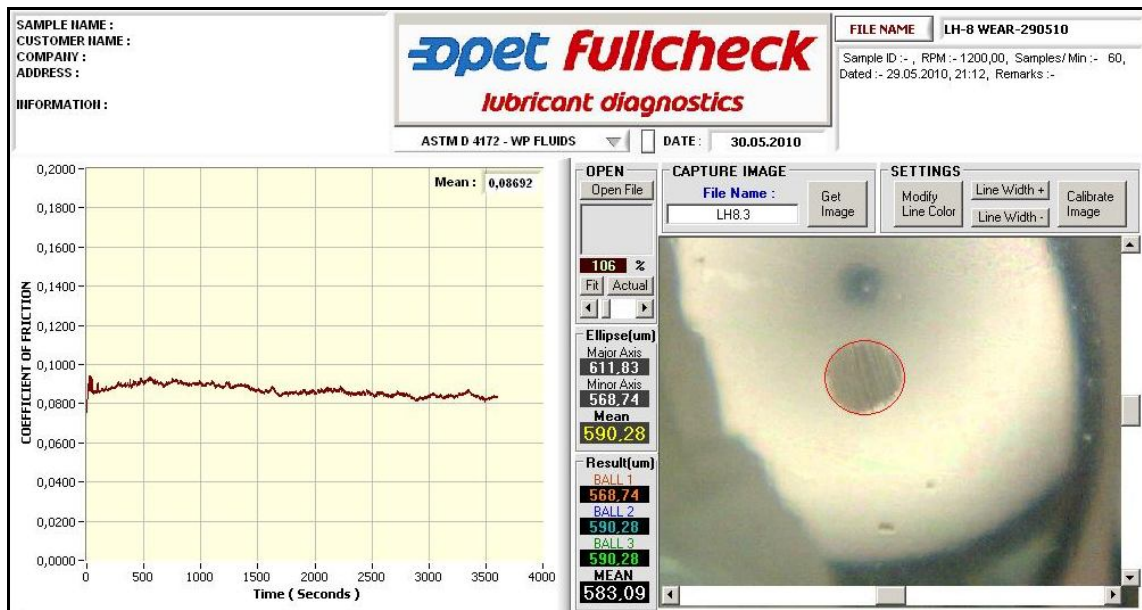 SAMPLE NAME :
CUSTOMER NAME :
COMPANY :
ADDRESS :
INFORMATION :
opet fullcheck
lubricant diagnostics
FILE NAME
LH-8 WEAR-290510
Sample ID :- , RPM :- 1200,00, Samples/Min :- 60,
Dated :- 29.05.2010, 21:12, Remarks :-
ASTM D 4172 - WP FLUIDS
DATE :
30.05.2010
Mean :
0,08692
0,2000
0,1800
0,1600
0,1400
0,1200
0,1000
0,0800
0,0600
0,0400
0,0200
0,0000
COEFFICIENT OF FRICTION
0
500
1000
1500
2000
2500
3000
3500
4000
Time ( Seconds )
OPEN
Open File
106 %
Fit
Actual
Ellipse(um)
Major Axis
611,83
Minor Axis
568,74
Mean
590,28
Result(um)
BALL 1
568,74
BALL 2
590,28
BALL 3
590,28
MEAN
583,09
CAPTURE IMAGE
File Name :
LH8.3
Get
Image
SETTINGS
Modify
Line Color
Line Width +
Line Width -
Calibrate
Image